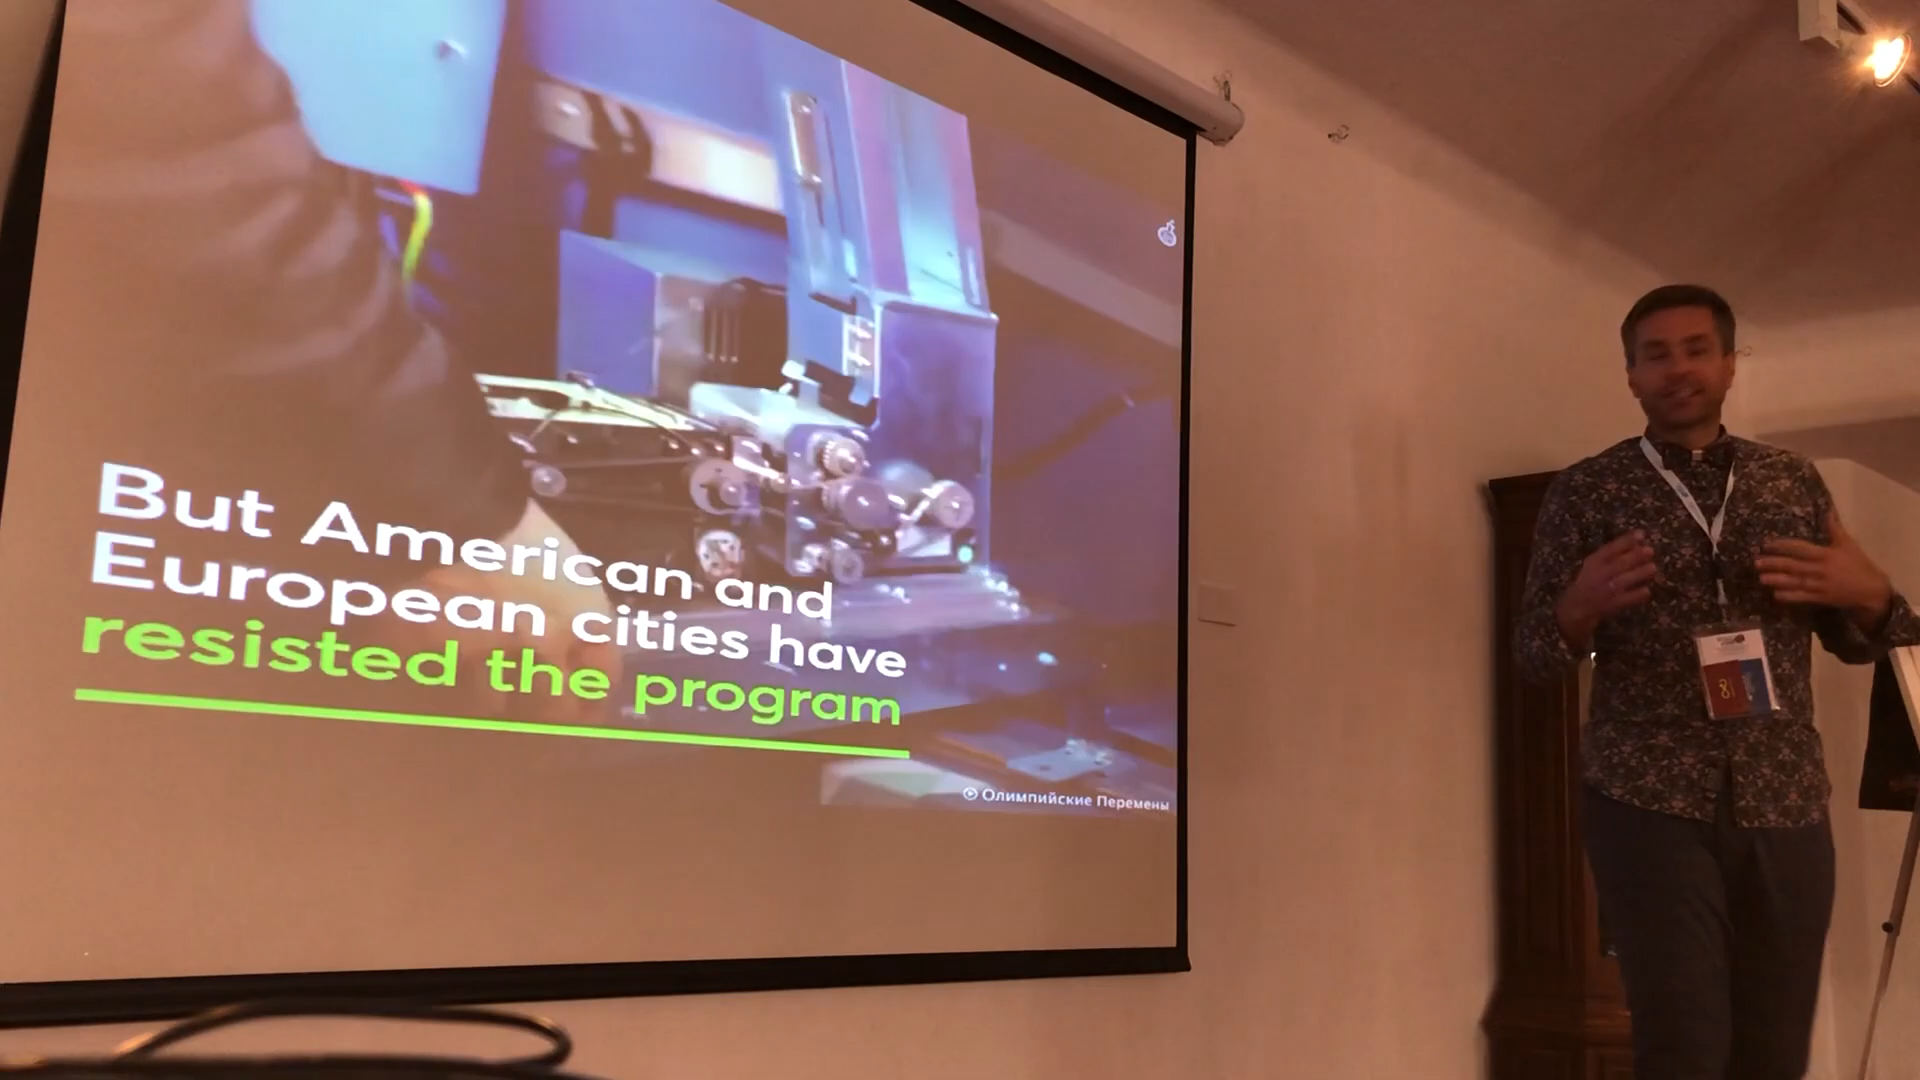 But American and
European cities have
resisted the program
Олимпийские Перемены